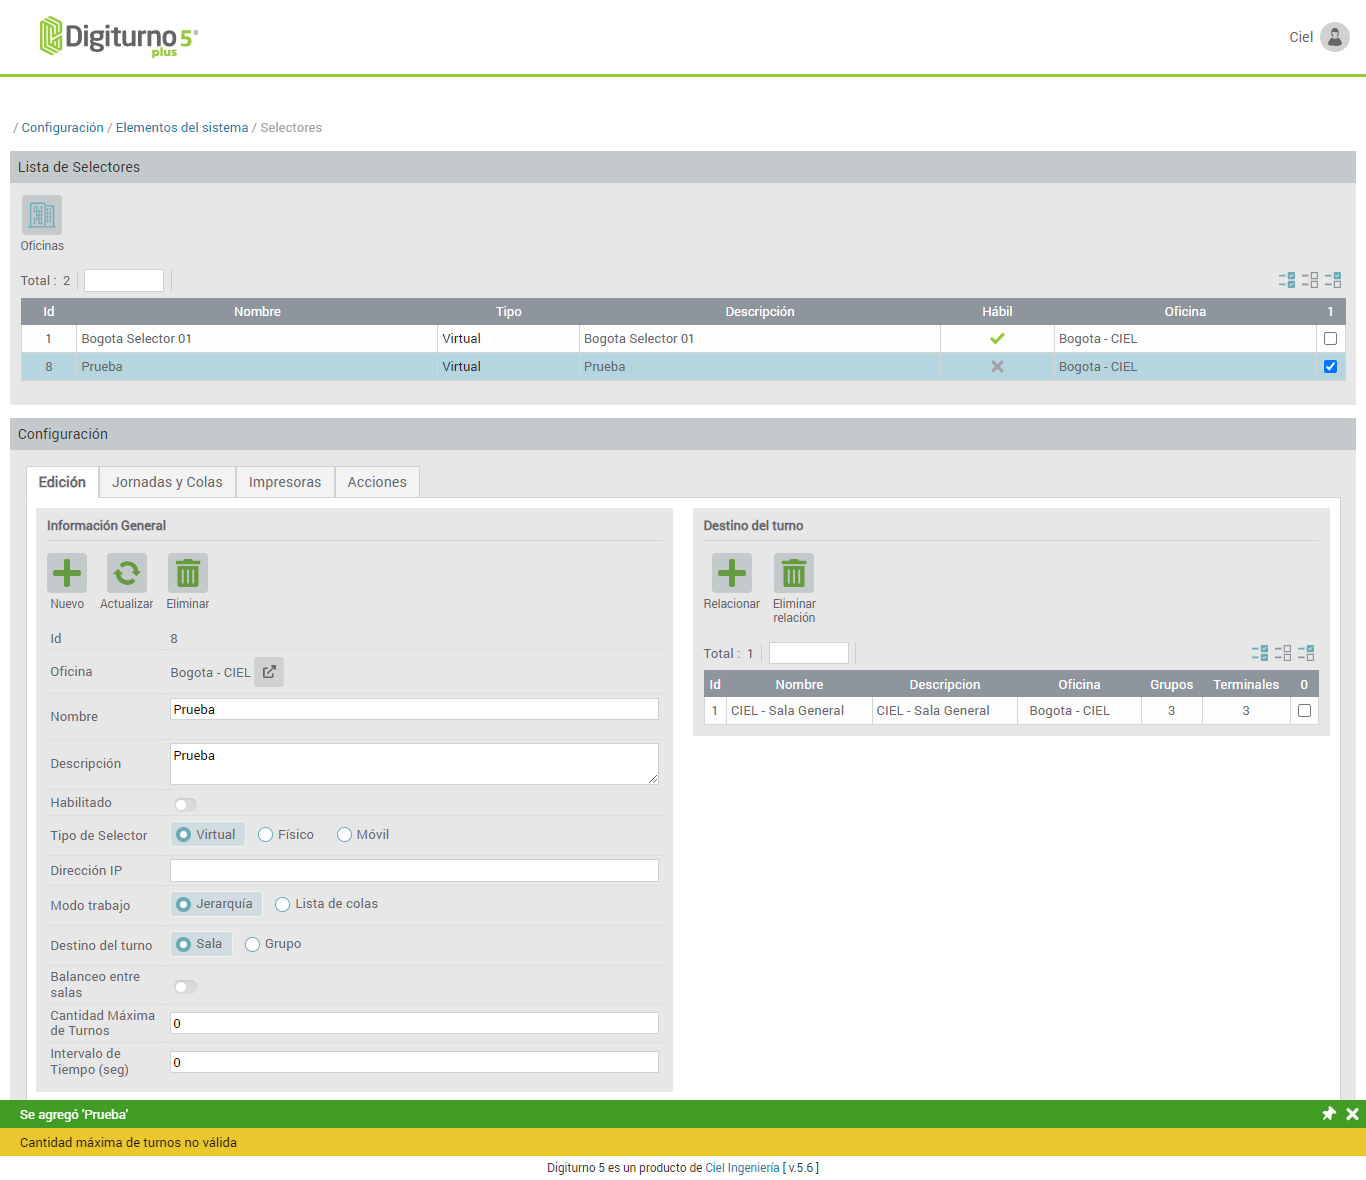 Digiturno 5®
plus
Ciel
/ Configuración / Elementos del sistema / Selectores
Lista de Selectores
Oficinas
Total : 2
Id Nombre Tipo Descripción Hábil Oficina 1
1 Bogota Selector 01 Virtual Bogota Selector 01 Bogota - CIEL
8 Prueba Virtual Prueba Bogota - CIEL
Configuración
Edición Jornadas y Colas Impresoras Acciones
Información General
Nuevo Actualizar Eliminar
Id 8
Oficina Bogota - CIEL
Nombre Prueba
Descripción Prueba
Habilitado
Tipo de Selector Virtual Físico Móvil
Dirección IP
Modo trabajo Jerarquía Lista de colas
Destino del turno Sala Grupo
Balanceo entre
salas
Cantidad Máxima
de Turnos 0
Intervalo de
Tiempo (seg) 0
Destino del turno
Relacionar Eliminar
relación
Total : 1
Id Nombre Descripcion Oficina Grupos Terminales 0
1 CIEL - Sala General CIEL - Sala General Bogota - CIEL 3 3
Se agregó 'Prueba'
Cantidad máxima de turnos no válida
Digiturno 5 es un producto de Ciel Ingeniería [ v.5.6 ]